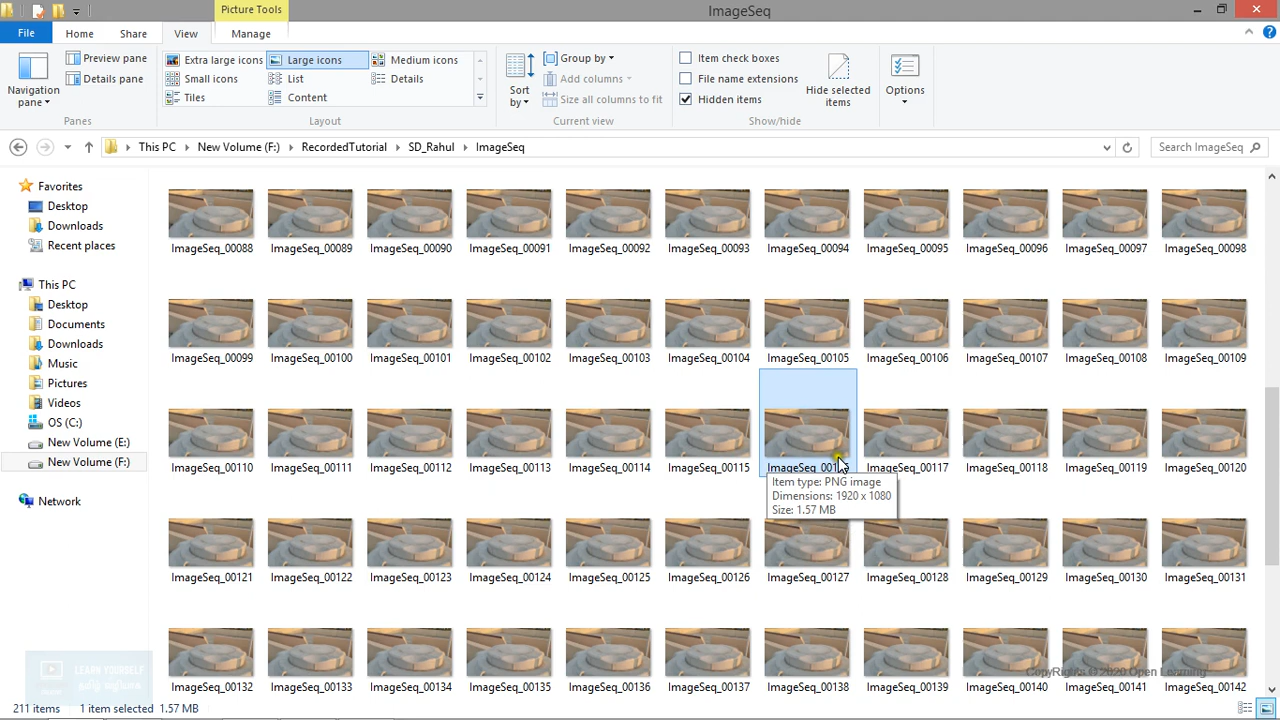 Picture Tools
ImageSeq
File
Home
Share
View
Manage
Navigation pane
Preview pane
Details pane
Panes
Extra large icons
Large icons
Medium icons
Small icons
List
Details
Tiles
Content
Layout
Sort by
Group by
Add columns
Size all columns to fit
Current view
Item check boxes
File name extensions
Hidden items
Hide selected items
Show/hide
Options
This PC
New Volume (F:)
RecordedTutorial
SD_Rahul
ImageSeq
Search ImageSeq
Favorites
Desktop
Downloads
Recent places
This PC
Desktop
Documents
Downloads
Music
Pictures
Videos
OS (C:)
New Volume (E:)
New Volume (F:)
Network
ImageSeq_00088 ImageSeq_00089 ImageSeq_00090 ImageSeq_00091 ImageSeq_00092 ImageSeq_00093 ImageSeq_00094 ImageSeq_00095 ImageSeq_00096 ImageSeq_00097 ImageSeq_00098
ImageSeq_00099 ImageSeq_00100 ImageSeq_00101 ImageSeq_00102 ImageSeq_00103 ImageSeq_00104 ImageSeq_00105 ImageSeq_00106 ImageSeq_00107 ImageSeq_00108 ImageSeq_00109
ImageSeq_00110 ImageSeq_00111 ImageSeq_00112 ImageSeq_00113 ImageSeq_00114 ImageSeq_00115 ImageSeq_00117 ImageSeq_00118 ImageSeq_00119 ImageSeq_00120
Item type: PNG image
Dimensions: 1920 x 1080
Size: 1.57 MB
ImageSeq_00121 ImageSeq_00122 ImageSeq_00123 ImageSeq_00124 ImageSeq_00125 ImageSeq_00126 ImageSeq_00127 ImageSeq_00128 ImageSeq_00129 ImageSeq_00130 ImageSeq_00131
ImageSeq_00132 ImageSeq_00133 ImageSeq_00134 ImageSeq_00135 ImageSeq_00136 ImageSeq_00137 ImageSeq_00138 ImageSeq_00139 ImageSeq_00140 ImageSeq_00141 ImageSeq_00142
CopyRights © 2020 Open Learning
LEARN YOURSELF
211 items
1 item selected 1.57 MB